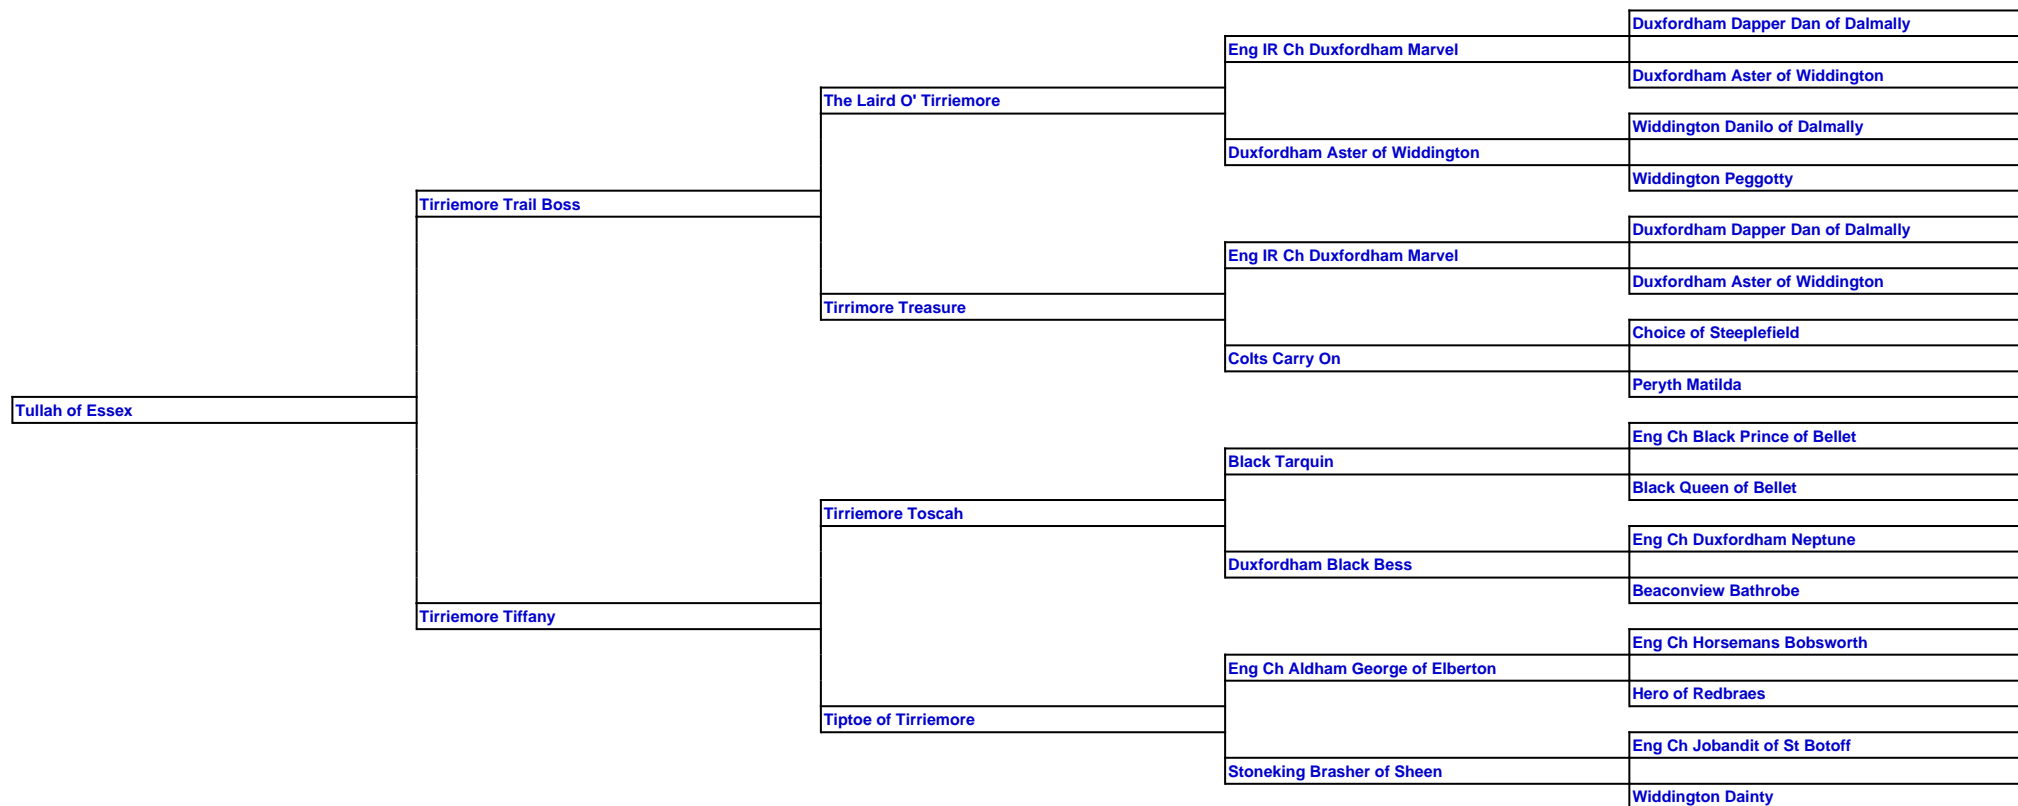 Duxfordham Dapper Dan of Dalmally
Eng IR Ch Duxfordham Marvel
Duxfordham Aster of Widdington
The Laird O' Tirriemore
Widdington Danilo of Dalmally
Duxfordham Aster of Widdington
Widdington Peggotty
Tirriemore Trail Boss
Duxfordham Dapper Dan of Dalmally
Eng IR Ch Duxfordham Marvel
Duxfordham Aster of Widdington
Tirrimore Treasure
Choice of Steeplefield
Colts Carry On
Peryth Matilda
Tullah of Essex
Eng Ch Black Prince of Bellet
Black Tarquin
Black Queen of Bellet
Tirriemore Toscah
Eng Ch Duxfordham Neptune
Duxfordham Black Bess
Beaconview Bathrobe
Tirriemore Tiffany
Eng Ch Horsemans Bobsworth
Eng Ch Aldham George of Elberton
Hero of Redbraes
Tiptoe of Tirriemore
Eng Ch Jobandit of St Botoff
Stoneking Brasher of Sheen
Widdington Dainty